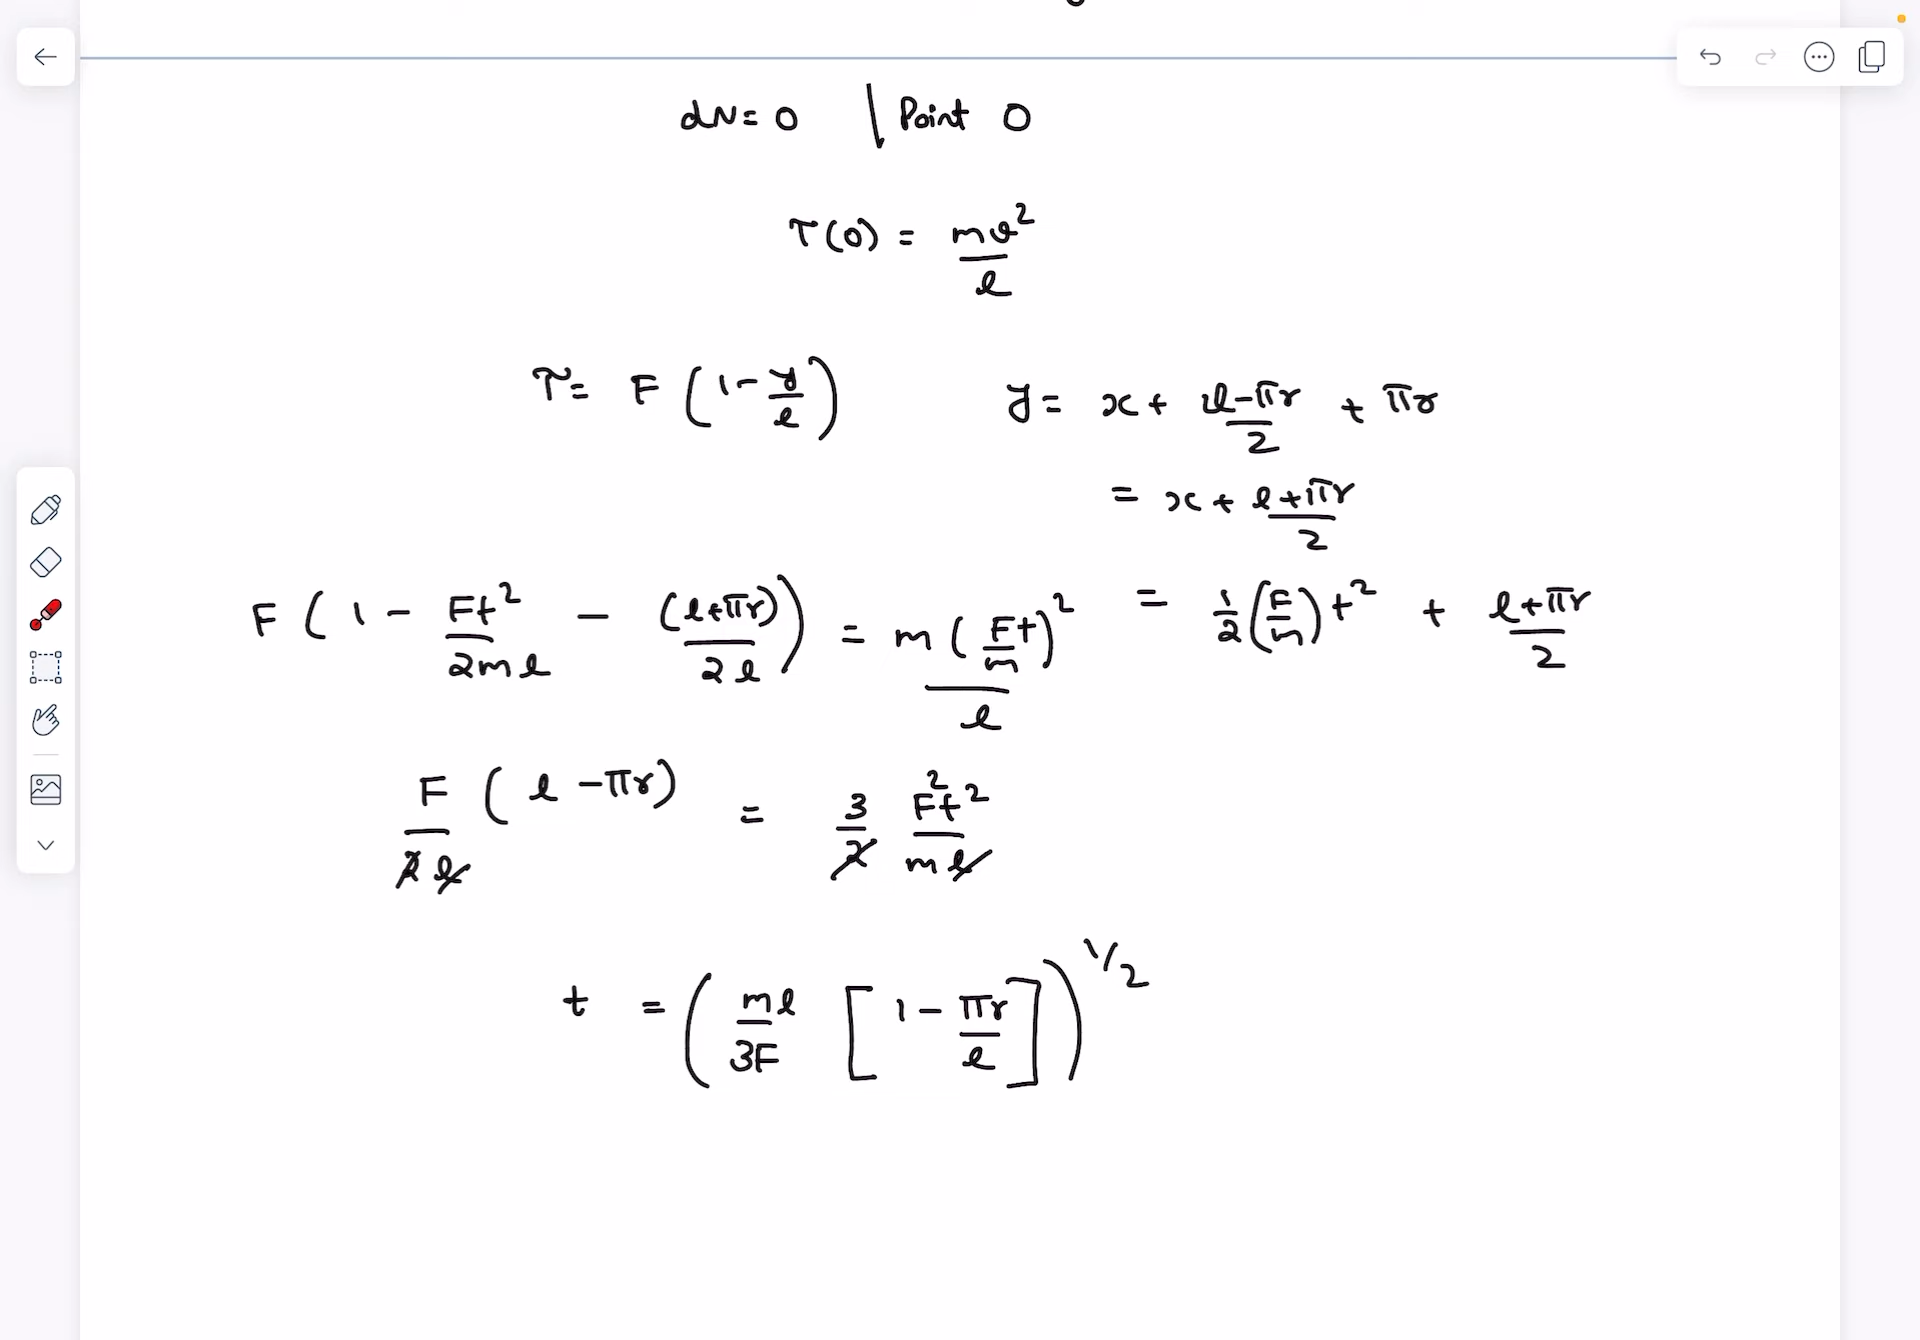 dN = 0 | Point O
T(0) = mv²/l
T = F (1 - y/l)   y = x + (l - πr)/2 + πr
= x + (l + πr)/2
F (1 - Ft²/2ml - (l + πr)/2l) = m (Ft/m)²/l   = 1/2 (F/m) t² + (l + πr)/2
F/2l (l - πr) = 3/2 F²t²/ml
t = (ml/3F [1 - πr/l])^1/2